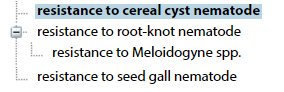 resistance to cereal cyst nematode
resistance to root-knot nematode
resistance to Meloidogyne spp.
resistance to seed gall nematode